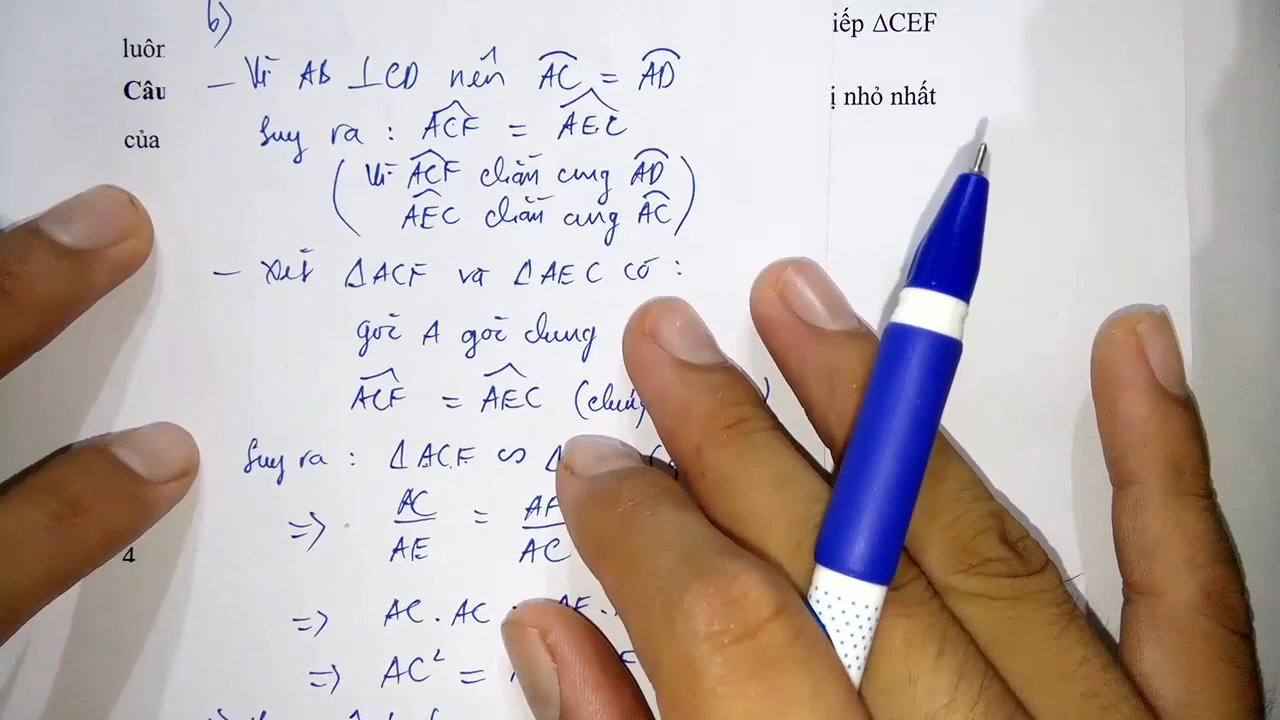 b)
iếp ΔCEF
luôn
- Vì AB ⊥ CD nên AC = AD
Câu
ị nhỏ nhất
của
Suy ra : ACF = AEC
( Vì ACF chắn cung AD
AEC chắn cung AC )
- Xét ΔACF và ΔAEC có :
góc A góc chung
ACF = AEC
Suy ra : ΔACF ∽ Δ
=> AC/AE = AF/AC
4
=> AC . AC
=> AC² =